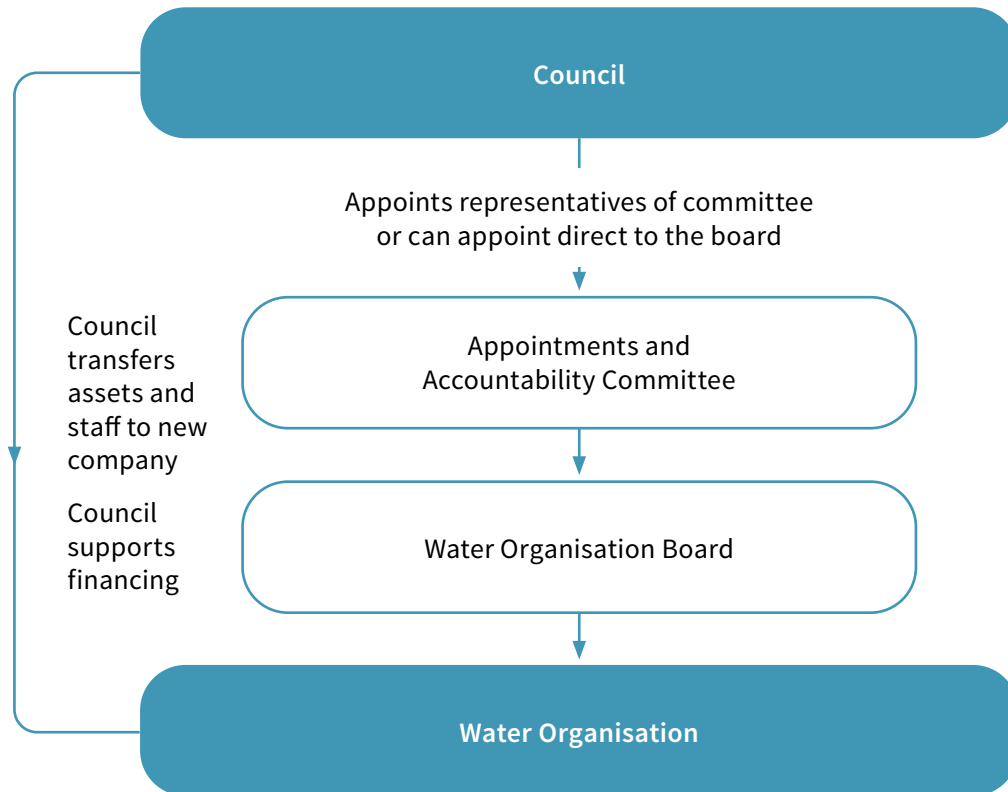 Council
Appoints representatives of committee
or can appoint direct to the board
Council
transfers
assets and
staff to new
company
Council
supports
financing
Appointments and
Accountability Committee
Water Organisation Board
Water Organisation